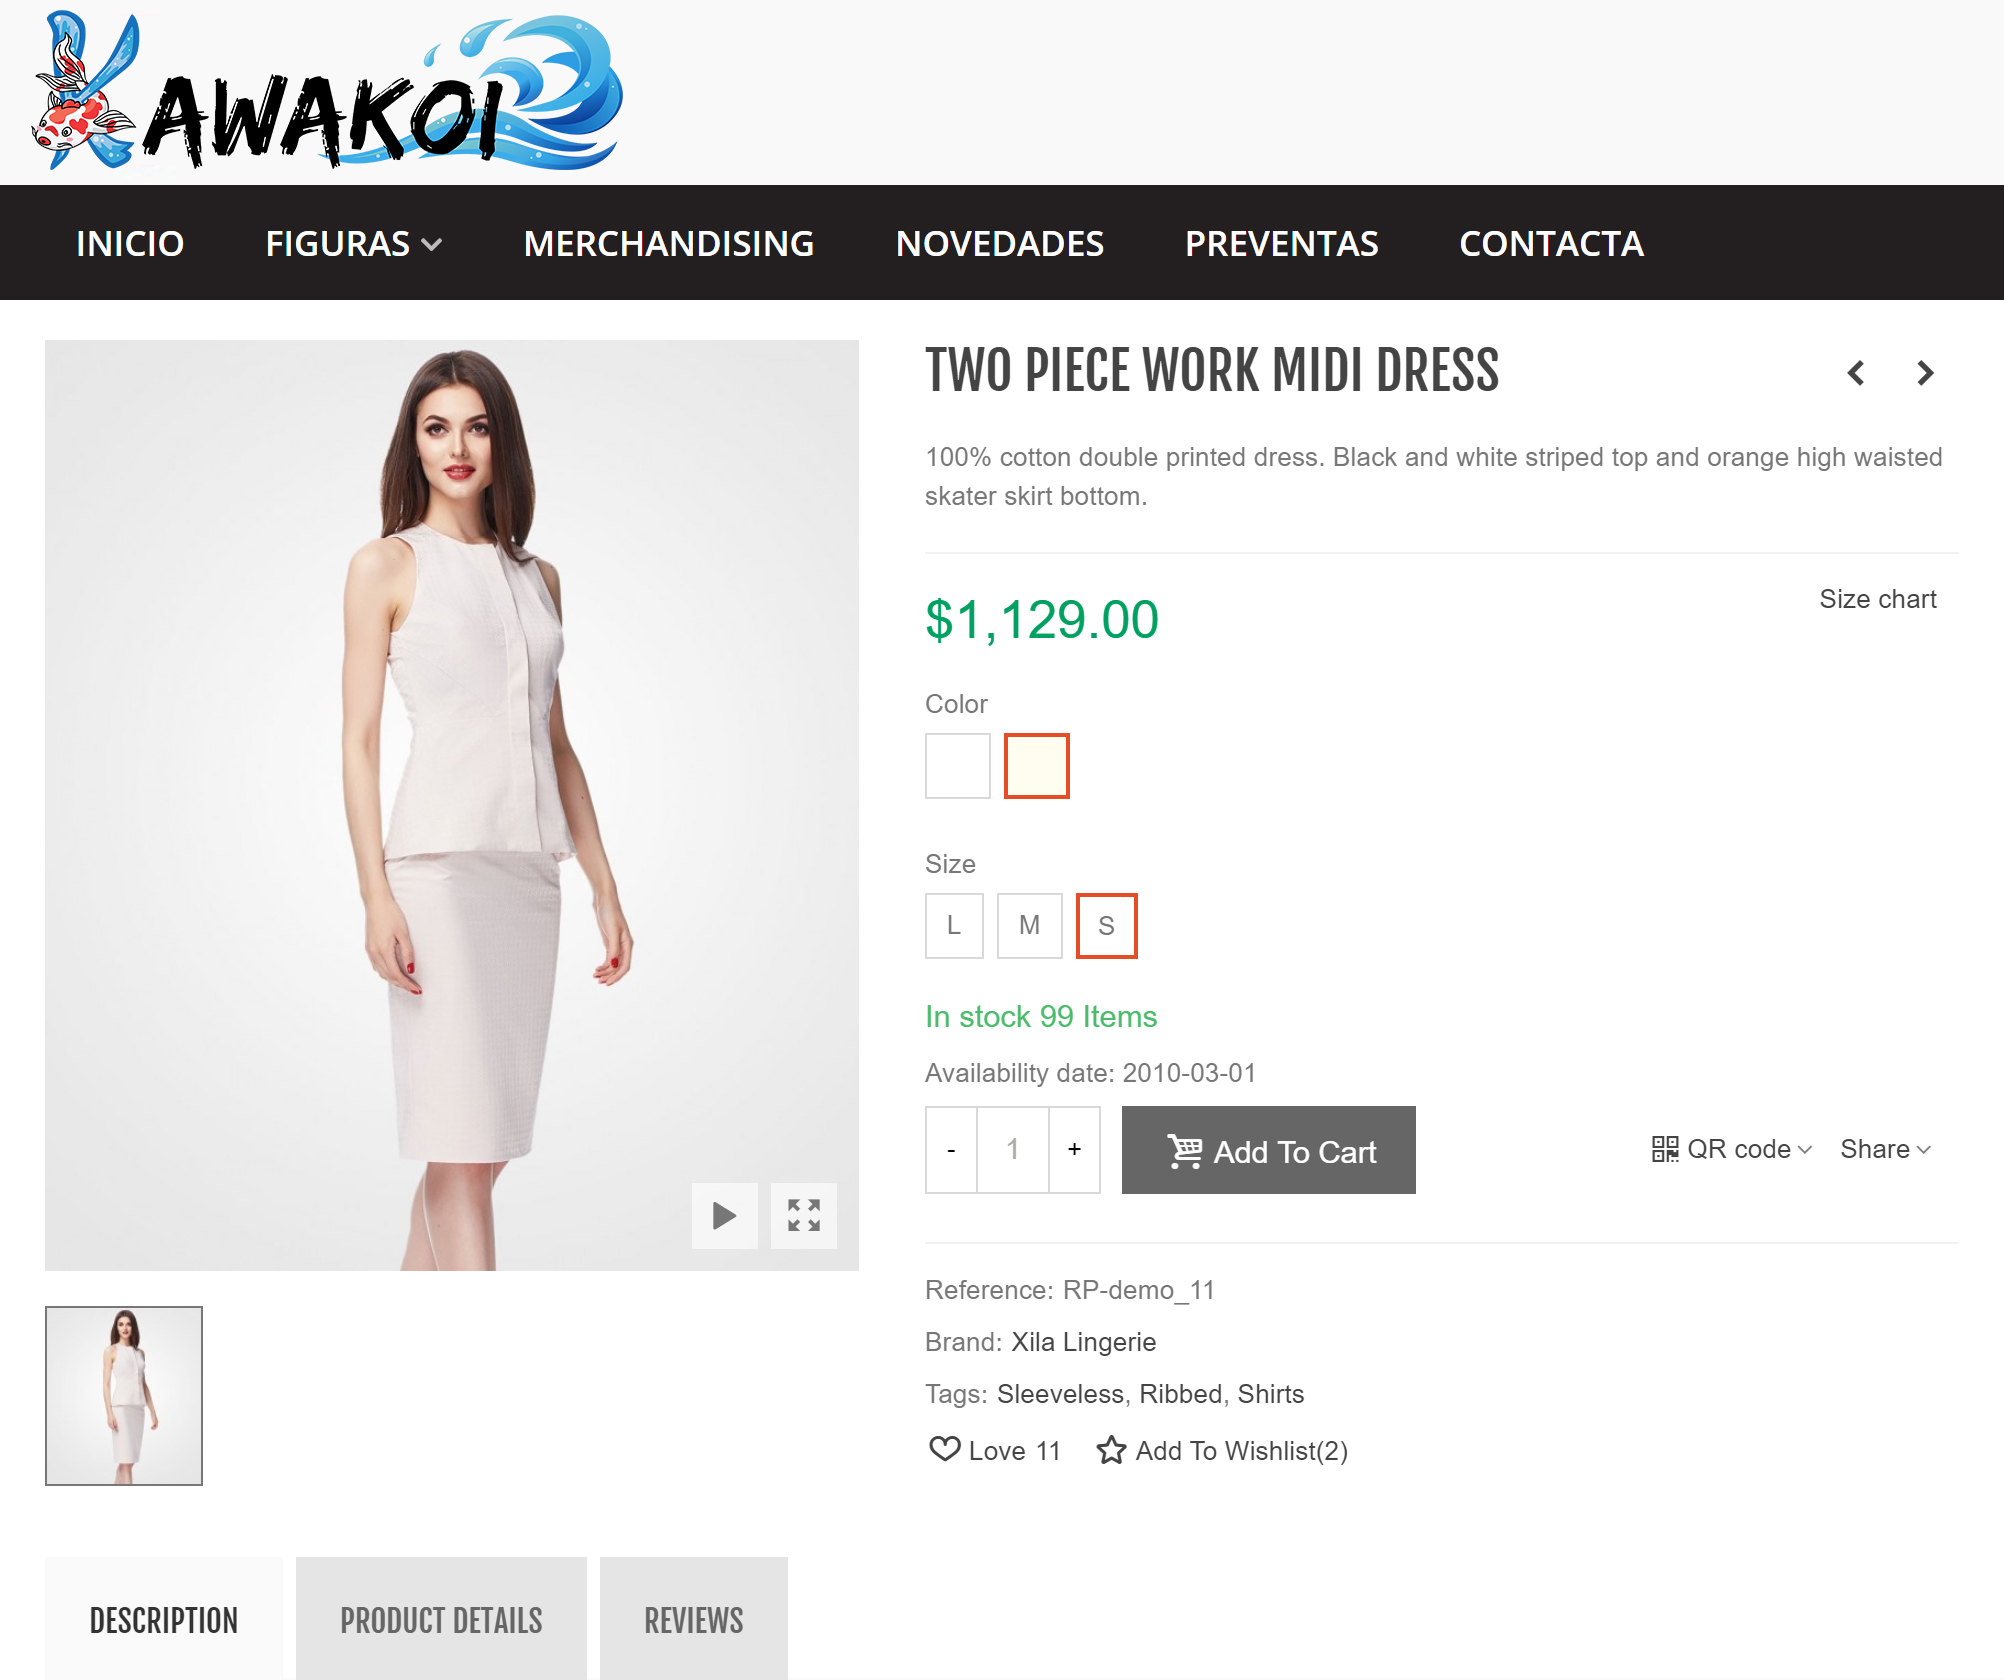 KAWAKOI
INICIO FIGURAS MERCHANDISING NOVEDADES PREVENTAS CONTACTA
TWO PIECE WORK MIDI DRESS
100% cotton double printed dress. Black and white striped top and orange high waisted
skater skirt bottom.
$1,129.00
Size chart
Color
Size
L M S
In stock 99 Items
Availability date: 2010-03-01
- 1 + Add To Cart QR code Share
Reference: RP-demo_11
Brand: Xila Lingerie
Tags: Sleeveless, Ribbed, Shirts
Love 11 Add To Wishlist(2)
DESCRIPTION PRODUCT DETAILS REVIEWS